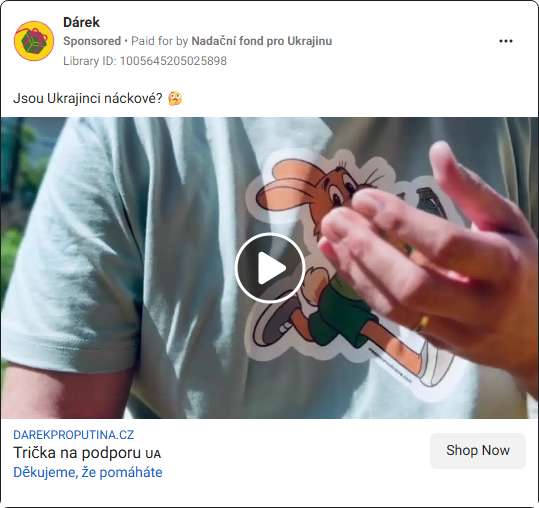 Dárek
Sponsored • Paid for by Nadační fond pro Ukrajinu
Library ID: 1005645205025898
Jsou Ukrajinci náckové? 🤔
DAREKPROPUTINA.CZ
Trička na podporu ᴜᴀ
Děkujeme, že pomáháte
Shop Now